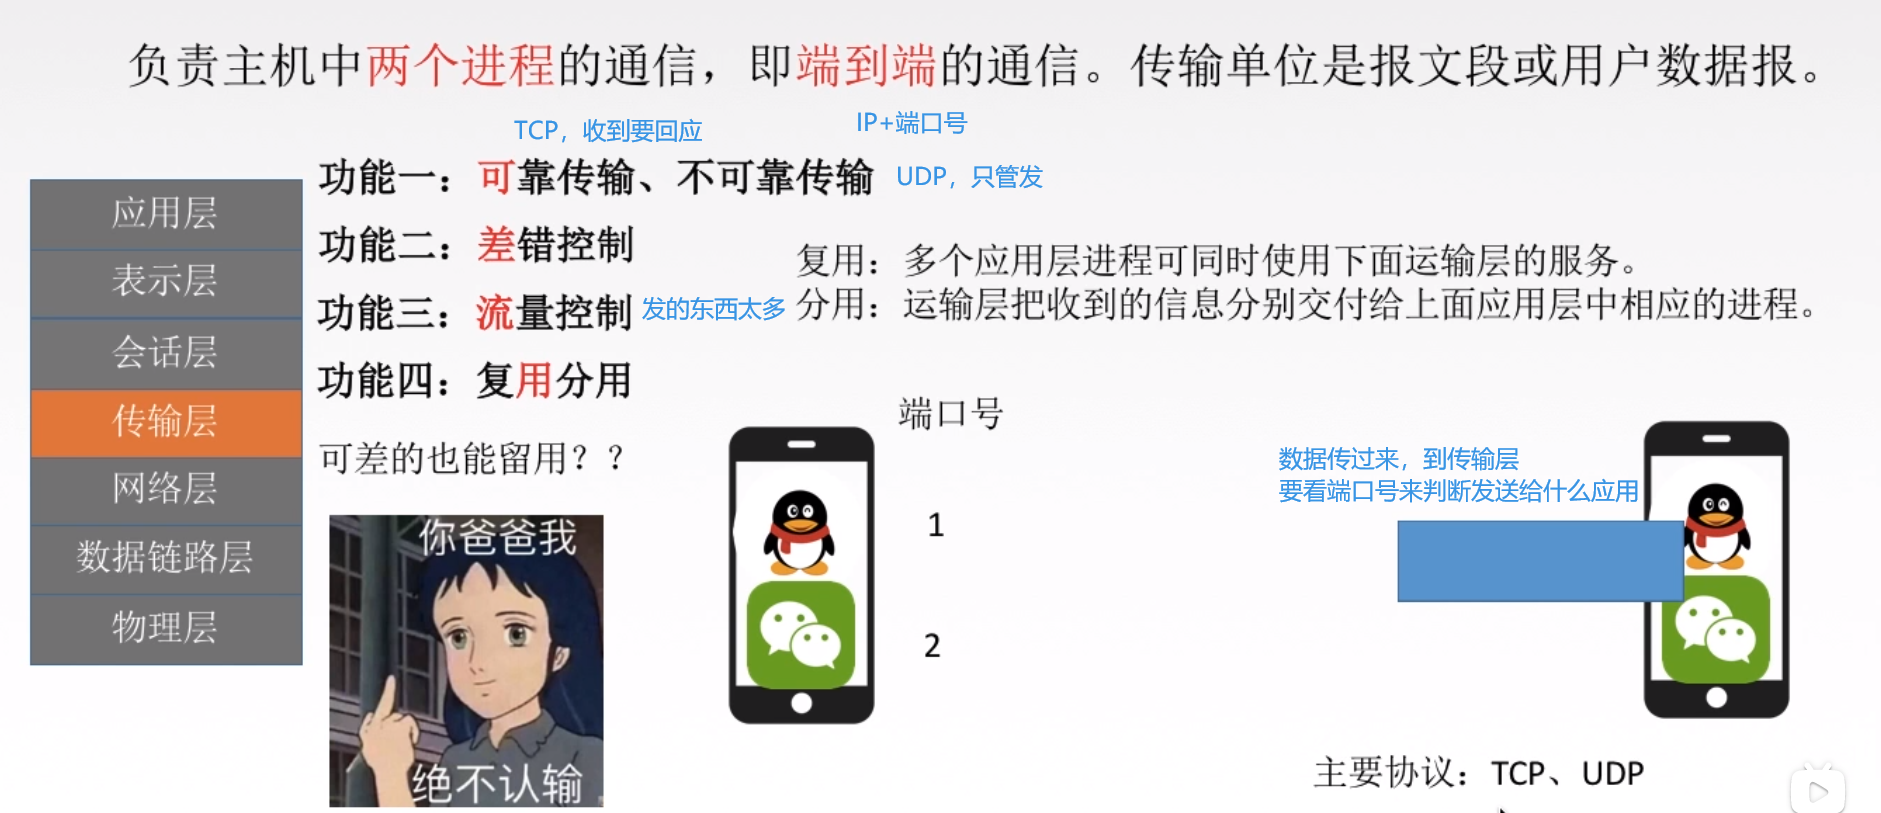 负责主机中两个进程的通信，即端到端的通信。传输单位是报文段或用户数据报。
TCP，收到要回应
IP+端口号
功能一：可靠传输、不可靠传输
UDP，只管发
应用层
表示层
会话层
传输层
网络层
数据链路层
物理层
功能二：差错控制
功能三：流量控制
发的东西太多
功能四：复用分用
复用：多个应用层进程可同时使用下面运输层的服务。
分用：运输层把收到的信息分别交付给上面应用层中相应的进程。
可差的也能留用？？
你爸爸我
绝不认输
端口号
1
2
数据传过来，到传输层
要看端口号来判断发送给什么应用
主要协议：TCP、UDP